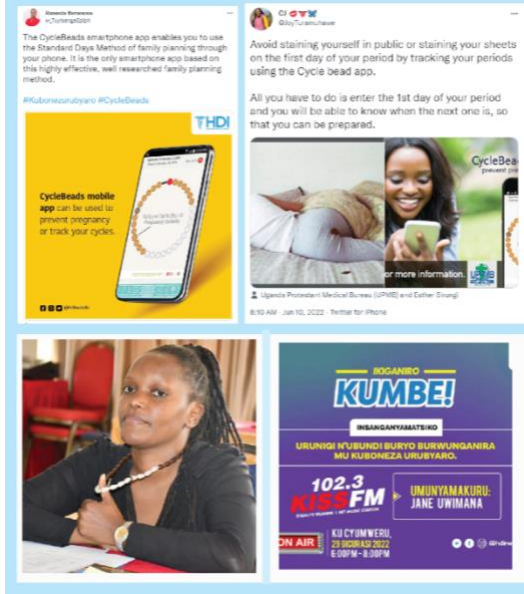 The CycleBeads smartphone app enables you to use
the Standard Days Method of family planning through
your phone. It is the only smartphone app based on
this highly effective, well researched family planning
method.
#Kubonezurubyaro #CycleBeads
HDI
CycleBeads mobile
app can be used to
prevent pregnancy
or track your cycles.
@JoyTuramuhawe
Avoid staining yourself in public or staining your sheets
on the first day of your period by tracking your periods
using the Cycle bead app.
All you have to do is enter the 1st day of your period
and you will be able to know when the next one is, so
that you can be prepared.
CycleBea
prevent pre
or more information.
UPMB
Uganda Protestant Medical Bureau (UPMB) and Esther Sirungi
8:10 AM · Jun 10, 2022 · Twitter for iPhone
IKIGANIRO
KUMBE!
INSANGANYAMATSIKO
URUNIGI N'UBUNDI BURYO BURWUNGANIRA
MU KUBONEZA URUBYARO.
102.3
KISS FM
UMUNYAMAKURU:
JANE UWIMANA
ON AIR
KU CYUMWERU,
29 GICURASI 2022
6:00PM - 8:00PM